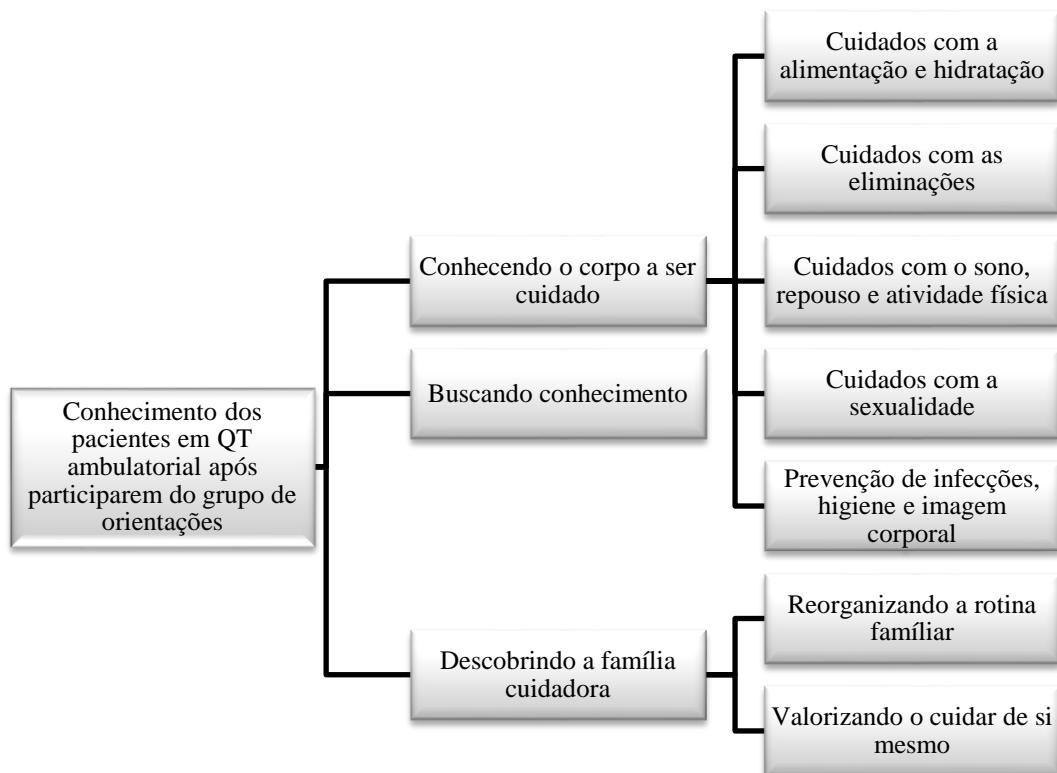 Conhecimento dos
pacientes em QT
ambulatorial após
participarem do grupo de
orientações
Conhecendo o corpo a ser
cuidado
Cuidados com a
alimentação e hidratação
Cuidados com as
eliminações
Cuidados com o sono,
repouso e atividade física
Cuidados com a
sexualidade
Prevenção de infecções,
higiene e imagem
corporal
Buscando conhecimento
Descobrindo a família
cuidadora
Reorganizando a rotina
famíliar
Valorizando o cuidar de si
mesmo